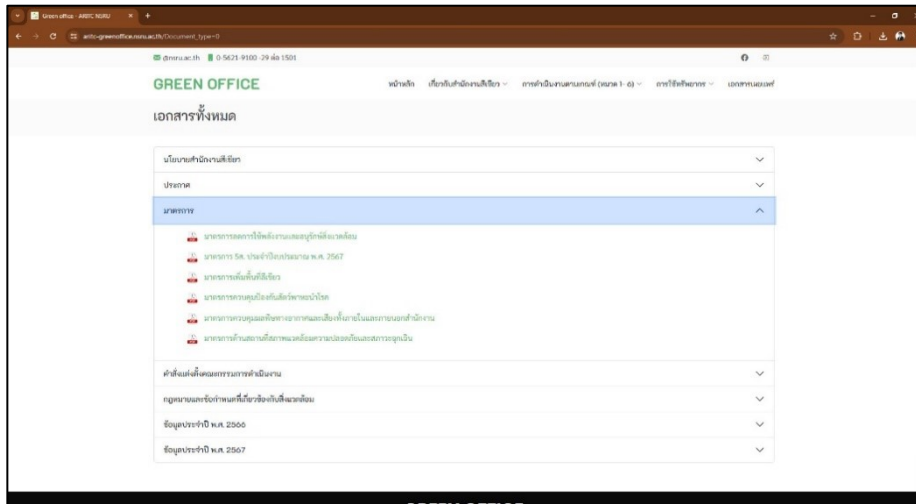 Green office - ARITC NSRU
aritc-greenoffice.nsru.ac.th/Document_type=0
@nsru.ac.th 0-5621-9100 -29 ต่อ 1501
GREEN OFFICE
หน้าหลัก เกี่ยวกับสำนักงานสีเขียว การดำเนินงานตามเกณฑ์ (หมวด 1- 6) การใช้ทรัพยากร เอกสารเผยแพร่
เอกสารทั้งหมด
นโยบายสำนักงานสีเขียว
ประกาศ
มาตรการ
มาตรการลดการใช้พลังงานและอนุรักษ์สิ่งแวดล้อม
มาตรการ 5ส. ประจำปีงบประมาณ พ.ศ. 2567
มาตรการเพิ่มพื้นที่สีเขียว
มาตรการควบคุมป้องกันสัตว์พาหะนำโรค
มาตรการควบคุมมลพิษทางอากาศและเสียงทั้งภายในและภายนอกสำนักงาน
มาตรการด้านสถานที่สภาพแวดล้อมความปลอดภัยและสภาวะฉุกเฉิน
คำสั่งแต่งตั้งคณะกรรมการดำเนินงาน
กฎหมายและข้อกำหนดที่เกี่ยวข้องกับสิ่งแวดล้อม
ข้อมูลประจำปี พ.ศ. 2566
ข้อมูลประจำปี พ.ศ. 2567
GREEN OFFICE